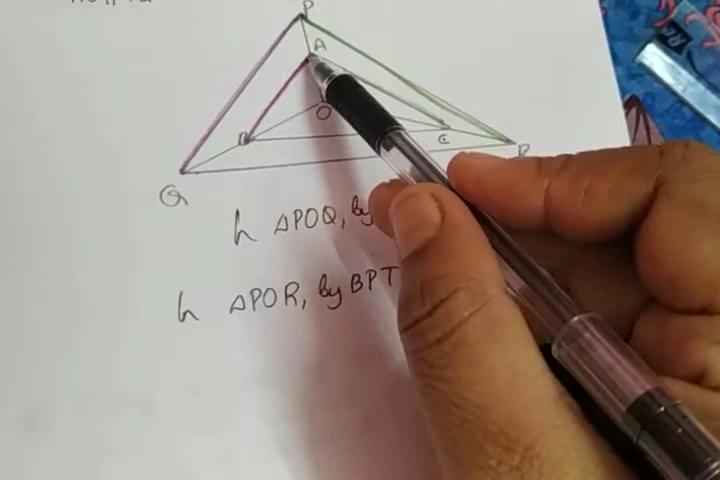 P
A
O
B
C
R
Q
In ΔPOQ, by
In ΔPOR, by BPT